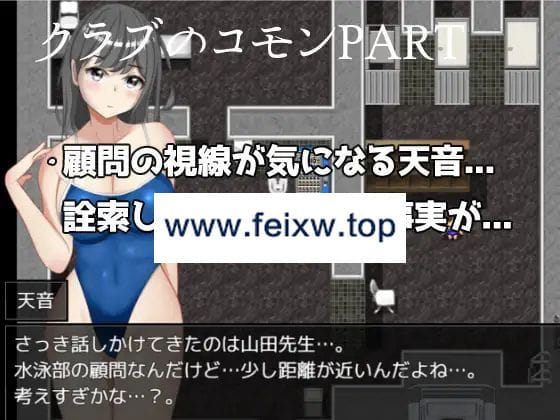 クラブのコモンPART
・顧問の視線が気になる天音...
詮索し
事実が...
www.feixw.top
天音
さっき話しかけてきたのは山田先生…。
水泳部の顧問なんだけど…少し距離が近いんだよね…。
考えすぎかな…？。